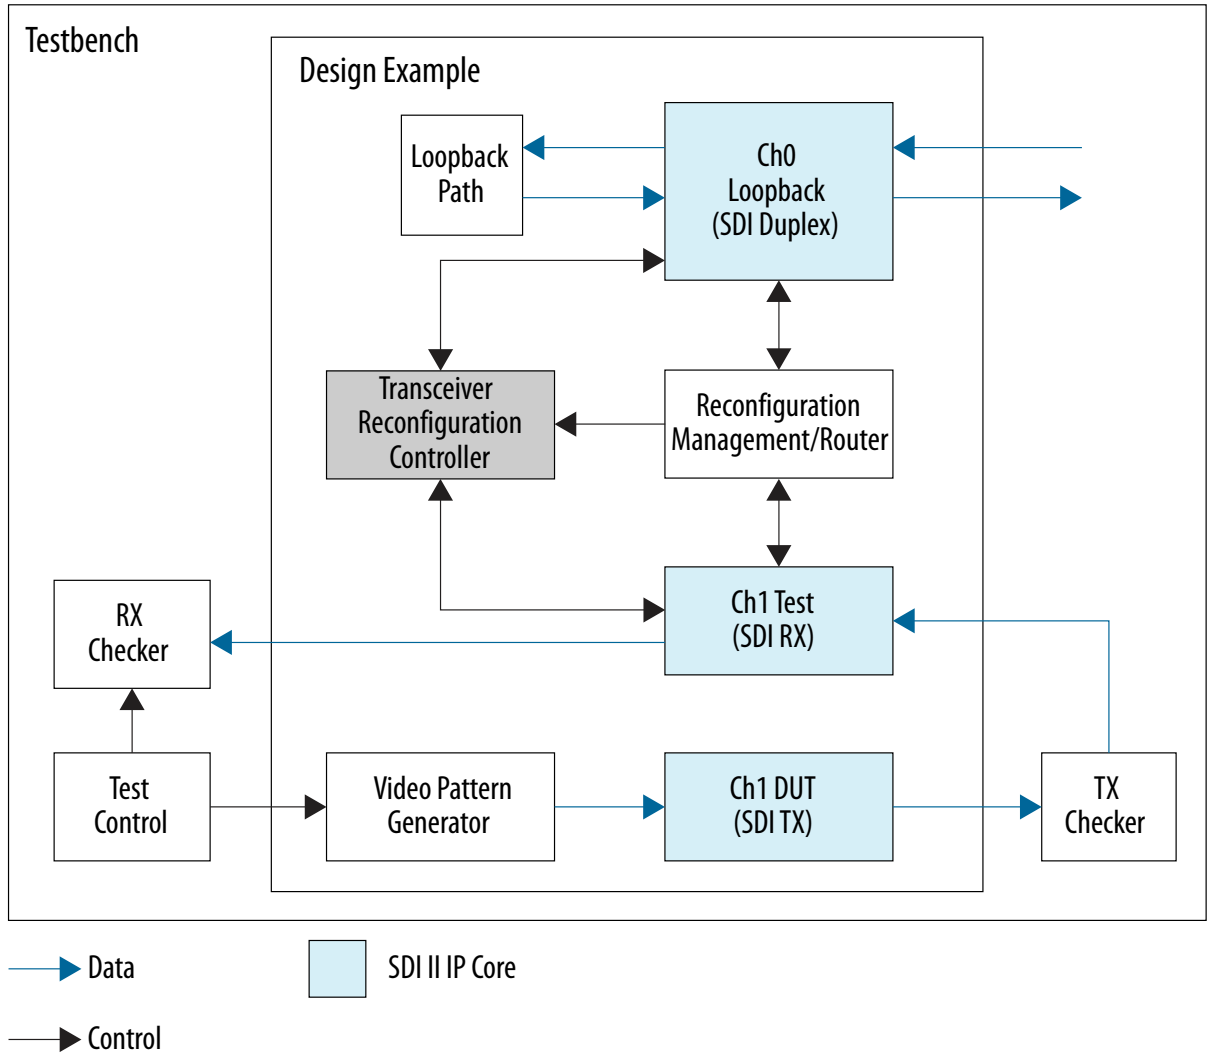 Testbench
Design Example
Loopback
Path
Ch0
Loopback
(SDI Duplex)
Transceiver
Reconfiguration
Controller
Reconfiguration
Management/Router
RX
Checker
Ch1 Test
(SDI RX)
Test
Control
Video Pattern
Generator
Ch1 DUT
(SDI TX)
TX
Checker
Data
SDI II IP Core
Control